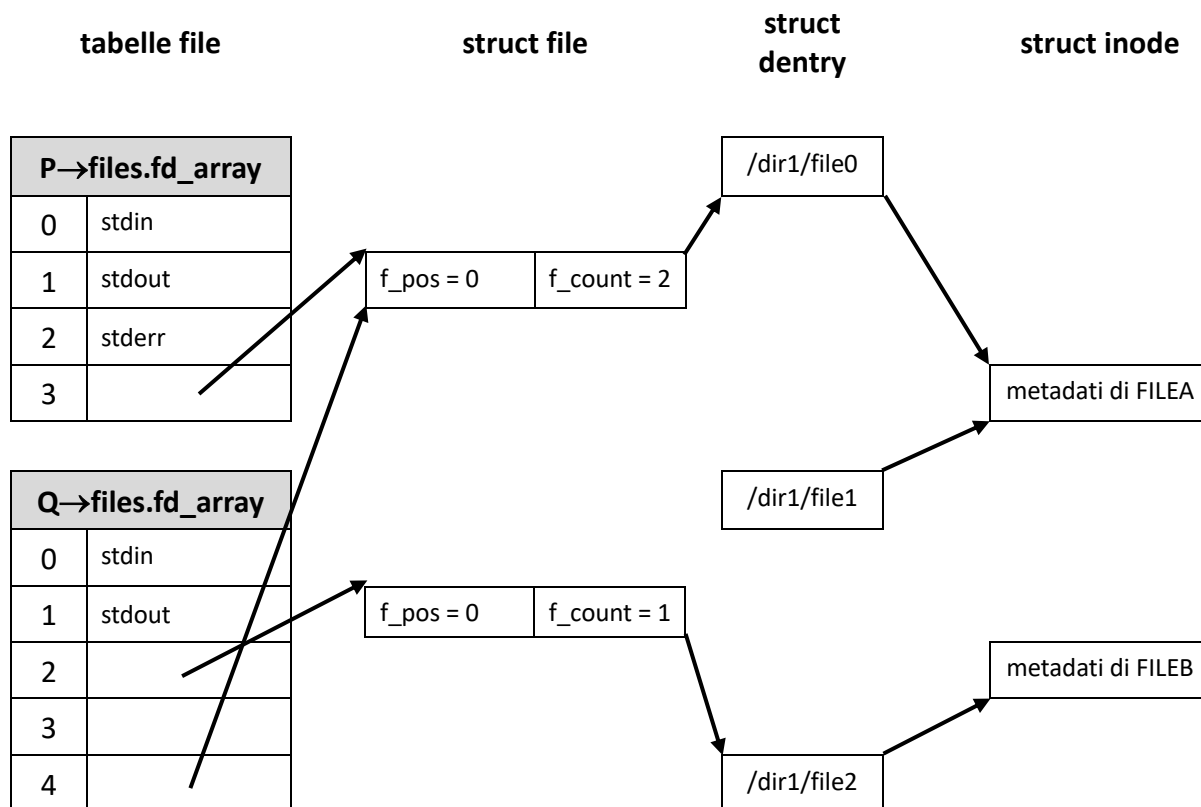 tabelle file
struct file
struct
dentry
struct inode
P→files.fd_array
0 stdin
1 stdout
2 stderr
3
/dir1/file0
f_pos = 0 f_count = 2
metadati di FILEA
/dir1/file1
Q→files.fd_array
0 stdin
1 stdout
2
3
4
f_pos = 0 f_count = 1
metadati di FILEB
/dir1/file2